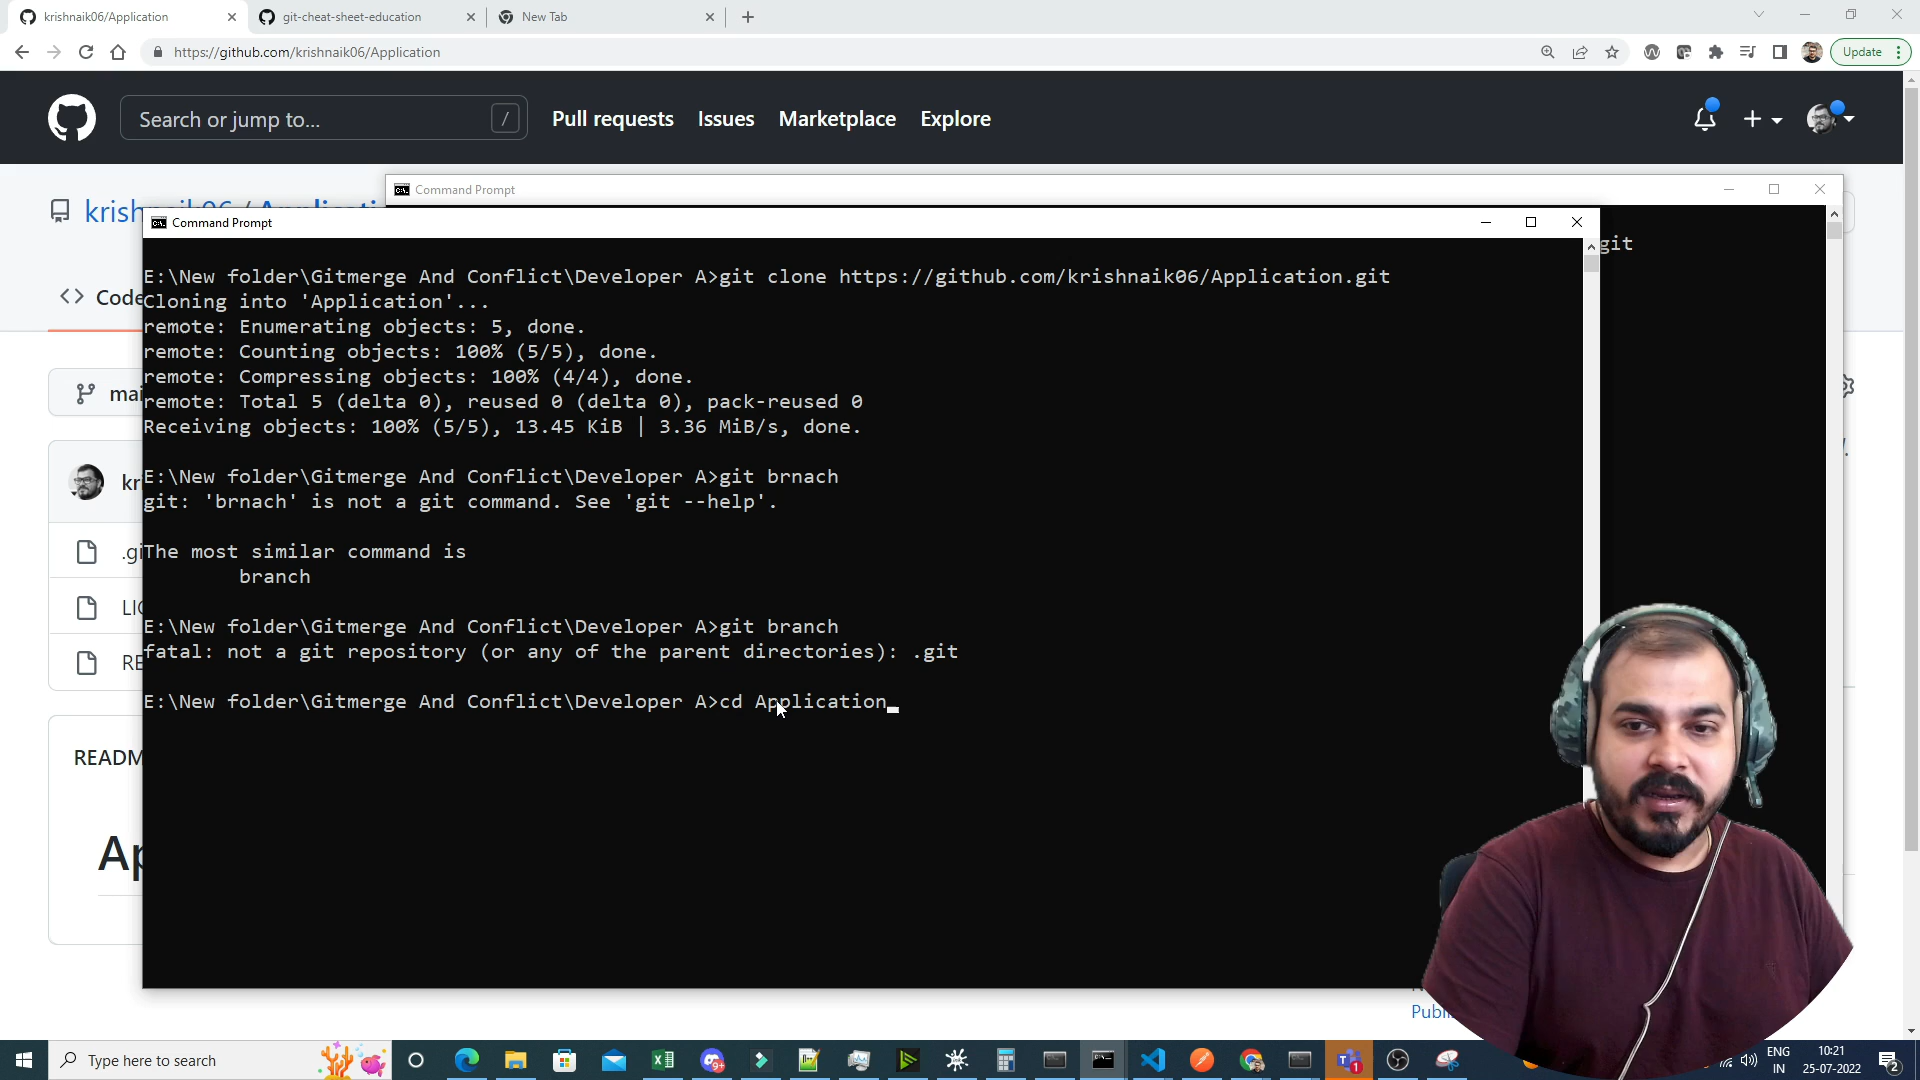 krishnaik06/Application
git-cheat-sheet-education
New Tab
https://github.com/krishnaik06/Application
Update
Search or jump to...
/
Pull requests
Issues
Marketplace
Explore
Command Prompt
Command Prompt
git
Code
E:\New folder\Gitmerge And Conflict\Developer A>git clone https://github.com/krishnaik06/Application.git
Cloning into 'Application'...
remote: Enumerating objects: 5, done.
remote: Counting objects: 100% (5/5), done.
remote: Compressing objects: 100% (4/4), done.
remote: Total 5 (delta 0), reused 0 (delta 0), pack-reused 0
Receiving objects: 100% (5/5), 13.45 KiB | 3.36 MiB/s, done.
E:\New folder\Gitmerge And Conflict\Developer A>git brnach
git: 'brnach' is not a git command. See 'git --help'.
The most similar command is
branch
E:\New folder\Gitmerge And Conflict\Developer A>git branch
fatal: not a git repository (or any of the parent directories): .git
E:\New folder\Gitmerge And Conflict\Developer A>cd Application
READM
Ap
Type here to search
ENG
IN
10:21
25-07-2022